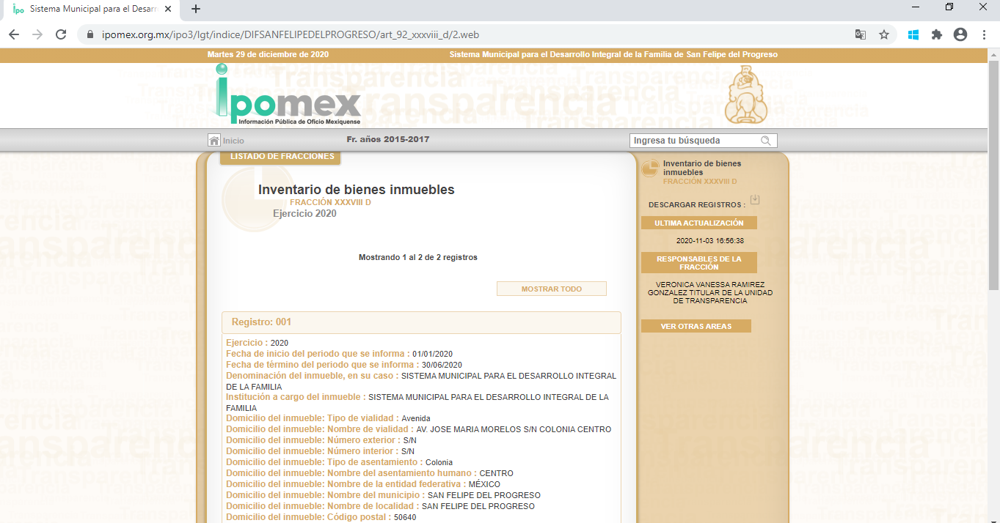 Sistema Municipal para el Desarr
ipomex.org.mx/ipo3/lgt/indice/DIFSANFELIPEDELPROGRESO/art_92_xxxviii_d/2.web
Martes 29 de diciembre de 2020
Sistema Municipal para el Desarrollo Integral de la Familia de San Felipe del Progreso
ipomex
Información Pública de Oficio Mexiquense
Inicio
Fr. años 2015-2017
Ingresa tu búsqueda
LISTADO DE FRACCIONES
Inventario de bienes inmuebles
FRACCIÓN XXXVIII D
Ejercicio 2020
Mostrando 1 al 2 de 2 registros
MOSTRAR TODO
Registro: 001
Ejercicio : 2020
Fecha de inicio del periodo que se informa : 01/01/2020
Fecha de término del periodo que se informa : 30/06/2020
Denominación del inmueble, en su caso : SISTEMA MUNICIPAL PARA EL DESARROLLO INTEGRAL
DE LA FAMILIA
Institución a cargo del inmueble : SISTEMA MUNICIPAL PARA EL DESARROLLO INTEGRAL DE LA
FAMILIA
Domicilio del inmueble: Tipo de vialidad : Avenida
Domicilio del inmueble: Nombre de vialidad : AV. JOSE MARIA MORELOS S/N COLONIA CENTRO
Domicilio del inmueble: Número exterior : S/N
Domicilio del inmueble: Número interior : S/N
Domicilio del inmueble: Tipo de asentamiento : Colonia
Domicilio del inmueble: Nombre del asentamiento humano : CENTRO
Domicilio del inmueble: Nombre de la entidad federativa : MÉXICO
Domicilio del inmueble: Nombre del municipio : SAN FELIPE DEL PROGRESO
Domicilio del inmueble: Nombre de localidad : SAN FELIPE DEL PROGRESO
Domicilio del inmueble: Código postal : 50640
Inventario de bienes
inmuebles
FRACCIÓN XXXVIII D
DESCARGAR REGISTROS :
ULTIMA ACTUALIZACIÓN
2020-11-03 16:56:38
RESPONSABLES DE LA
FRACCIÓN
VERONICA VANESSA RAMIREZ
GONZALEZ TITULAR DE LA UNIDAD
DE TRANSPARENCIA
VER OTRAS AREAS